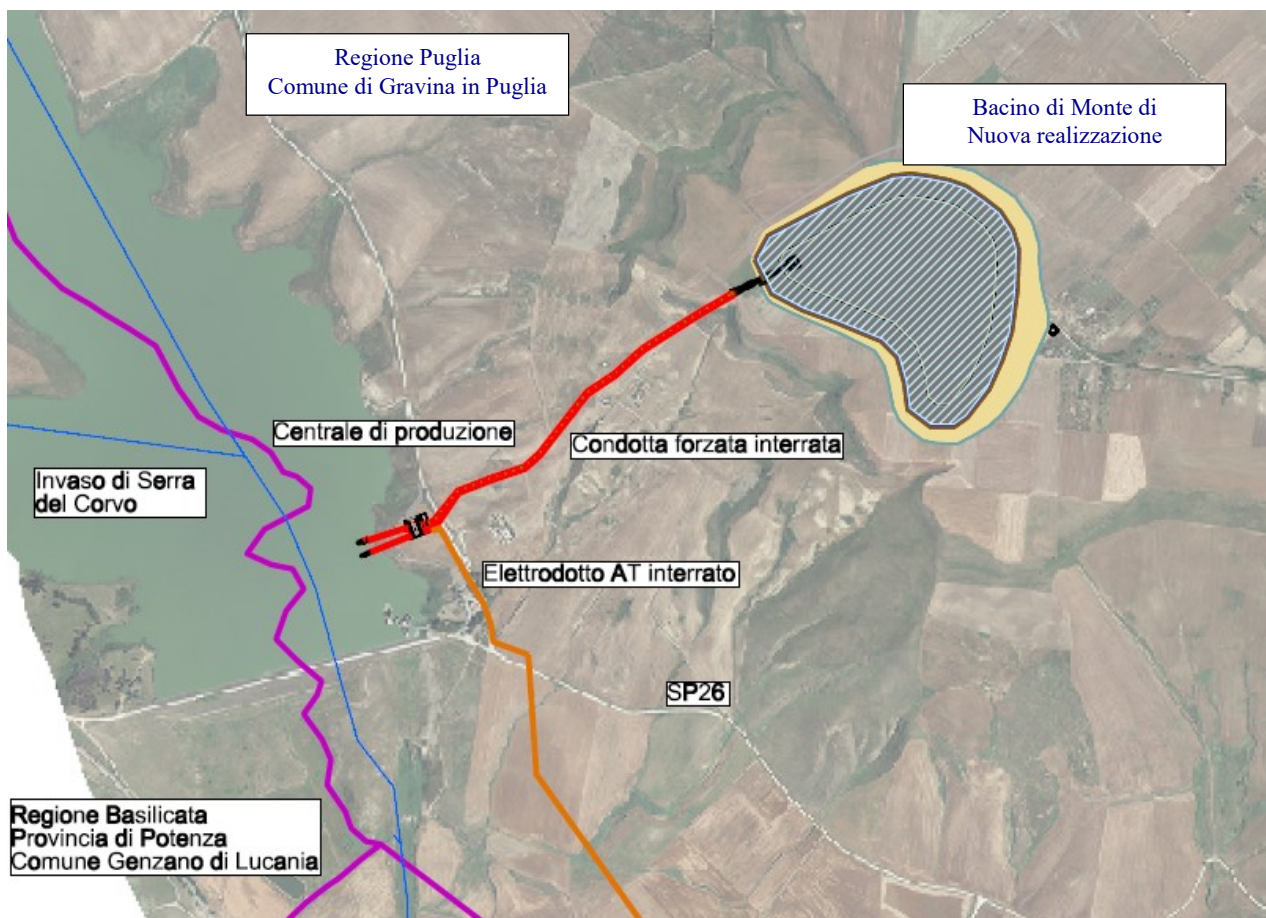 Regione Puglia
Comune di Gravina in Puglia
Bacino di Monte di
Nuova realizzazione
Centrale di produzione
Condotta forzata interrata
Invaso di Serra
del Corvo
Elettrodotto AT interrato
SP26
Regione Basilicata
Provincia di Potenza
Comune Genzano di Lucania